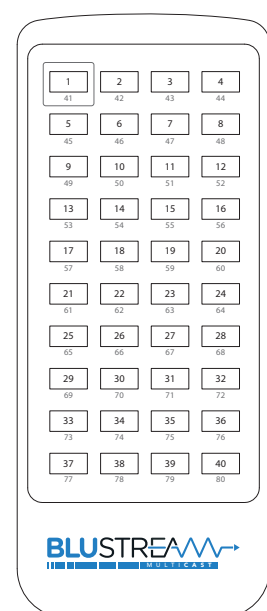 1 2 3 4
41 42 43 44
5 6 7 8
45 46 47 48
9 10 11 12
49 50 51 52
13 14 15 16
53 54 55 56
17 18 19 20
57 58 59 60
21 22 23 24
61 62 63 64
25 26 27 28
65 66 67 68
29 30 31 32
69 70 71 72
33 34 35 36
73 74 75 76
37 38 39 40
77 78 79 80
BLUSTREAM
MULTICAST